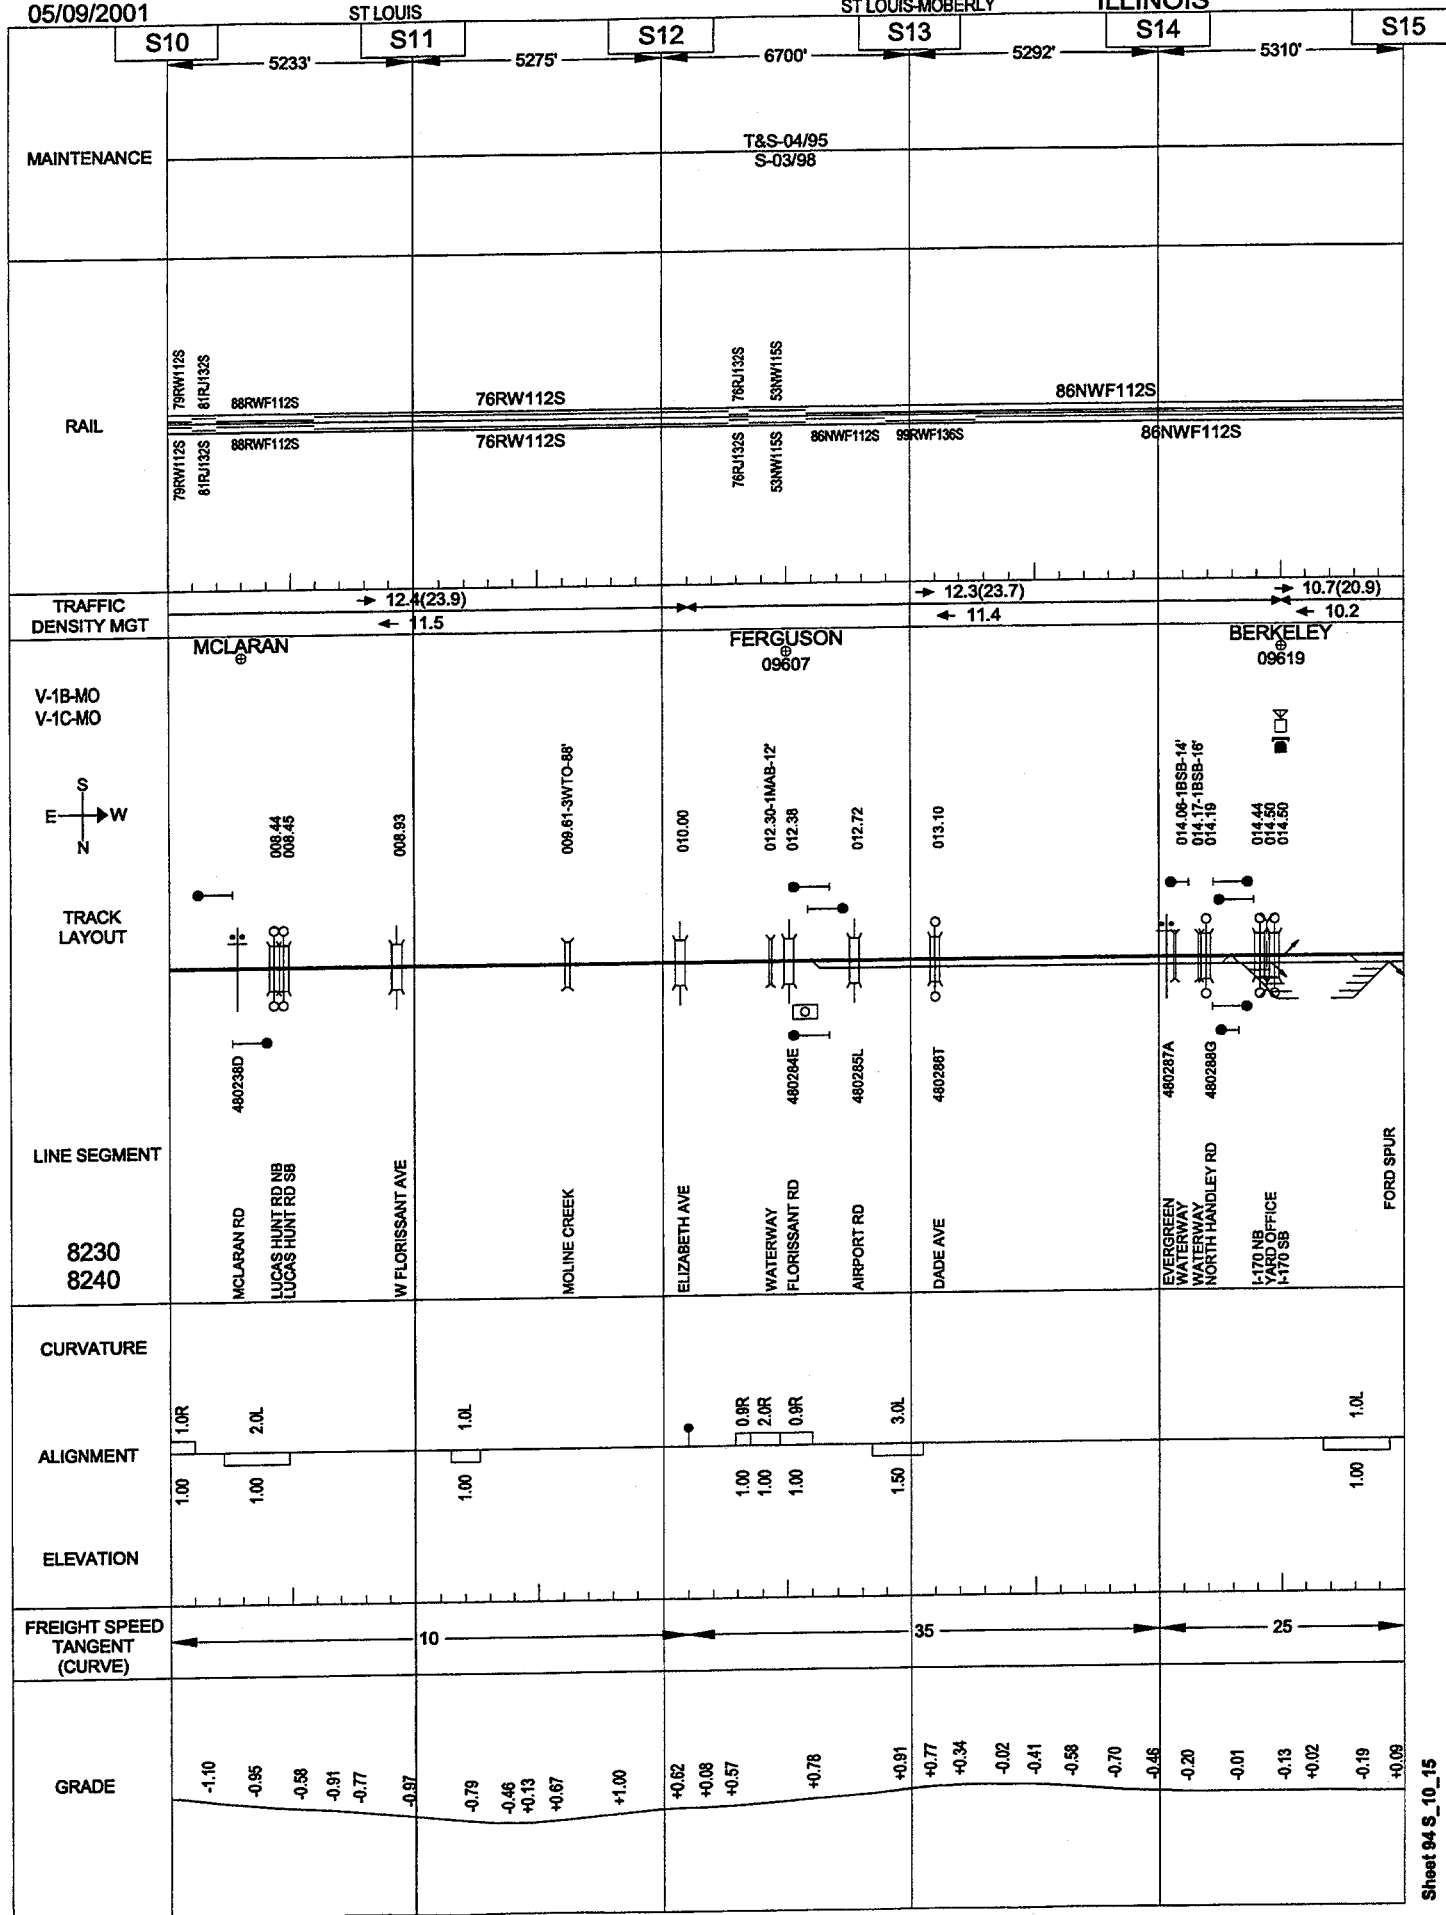 05/09/2001
ST LOUIS
ST LOUIS-MOBERLY
ILLINOIS
S10
S11
S12
S13
S14
S15
5233'
5275'
6700'
5292'
5310'
MAINTENANCE
T&S-04/95
S-03/98
RAIL
79RW112S
81RJ132S
88RWF112S
76RW112S
76RJ132S
53NW115S
86NWF112S
79RW112S
81RJ132S
88RWF112S
76RW112S
76RJ132S
53NW115S
86NWF112S
99RWF136S
86NWF112S
TRAFFIC
DENSITY MGT
12.4(23.9)
11.5
12.3(23.7)
11.4
10.7(20.9)
10.2
MCLARAN
FERGUSON
09607
BERKELEY
09619
V-1B-MO
V-1C-MO
S
E
W
N
008.44
008.45
008.93
009.61-3WTO-88'
010.00
012.30-1MAB-12'
012.38
012.72
013.10
014.06-1BSB-14'
014.17-1BSB-16'
014.19
014.44
014.50
014.50
TRACK
LAYOUT
480238D
480284E
480285L
480286T
480287A
480288G
LINE SEGMENT
8230
8240
MCLARAN RD
LUCAS HUNT RD NB
LUCAS HUNT RD SB
W FLORISSANT AVE
MOLINE CREEK
ELIZABETH AVE
WATERWAY
FLORISSANT RD
AIRPORT RD
DADE AVE
EVERGREEN
WATERWAY
WATERWAY
NORTH HANDLEY RD
I-170 NB
YARD OFFICE
I-170 SB
FORD SPUR
CURVATURE
1.0R
2.0L
1.0L
0.9R
2.0R
0.9R
3.0L
1.0L
ALIGNMENT
1.00
1.00
1.00
1.00
1.00
1.00
1.50
1.00
ELEVATION
FREIGHT SPEED
TANGENT
(CURVE)
10
35
25
GRADE
-1.10
-0.95
-0.58
-0.91
-0.77
-0.97
-0.79
-0.46
+0.13
+0.67
+1.00
+0.62
+0.08
+0.57
+0.78
+0.91
+0.77
+0.34
-0.02
-0.41
-0.58
-0.70
-0.46
-0.20
-0.01
-0.13
+0.02
-0.19
+0.09
Sheet 94 S_10_15